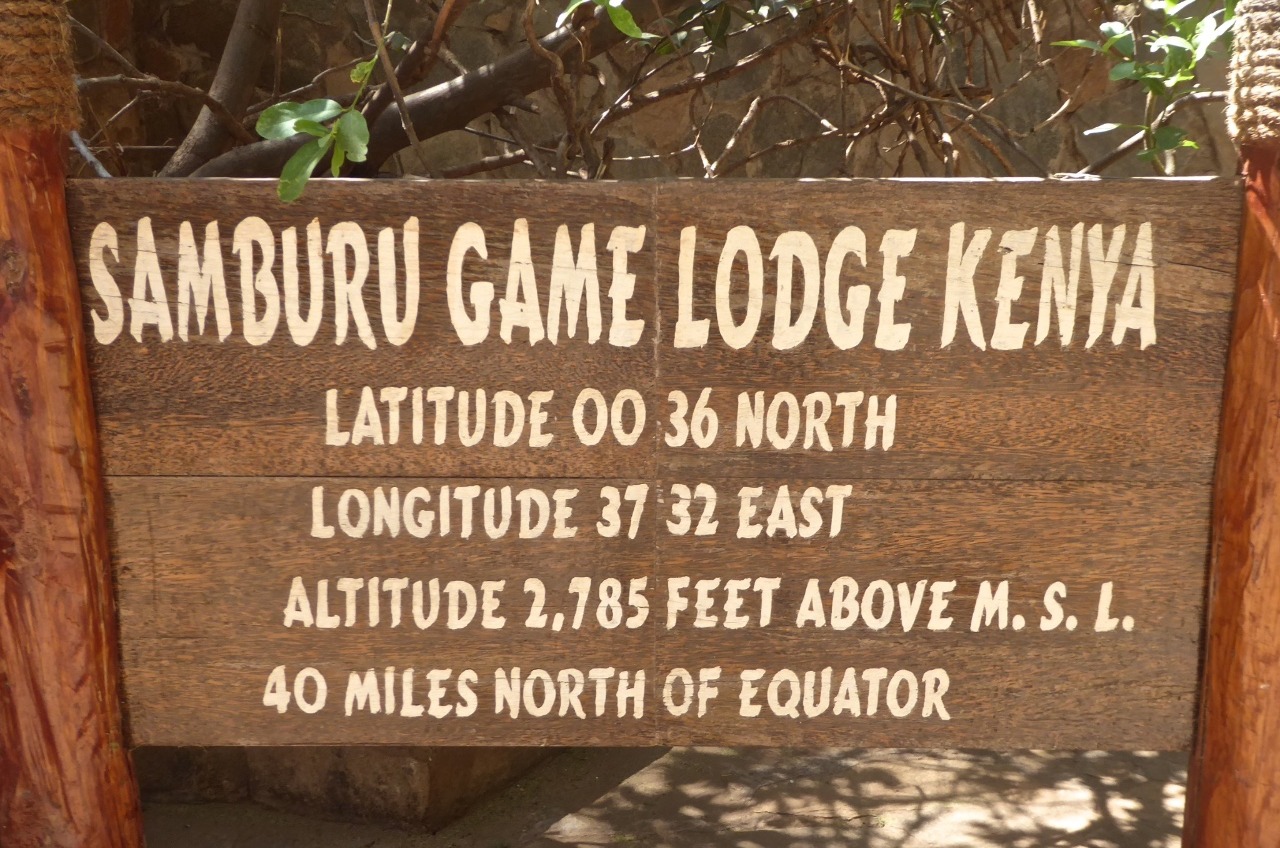 SAMBURU GAME LODGE KENYA
LATITUDE 00 36 NORTH
LONGITUDE 37 32 EAST
ALTITUDE 2,785 FEET ABOVE M. S. L.
40 MILES NORTH OF EQUATOR